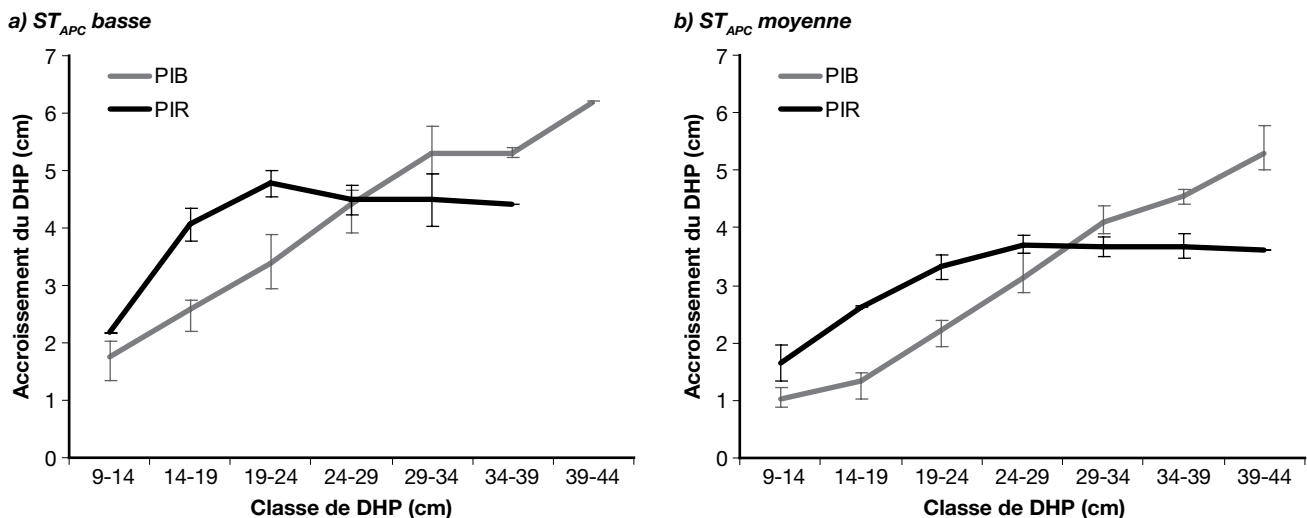 a) ST_APC basse
7
6
5
4
3
2
1
0
Accroissement du DHP (cm)
PIB
PIR
9-14 14-19 19-24 24-29 29-34 34-39 39-44
Classe de DHP (cm)
b) ST_APC moyenne
7
6
5
4
3
2
1
0
Accroissement du DHP (cm)
PIB
PIR
9-14 14-19 19-24 24-29 29-34 34-39 39-44
Classe de DHP (cm)